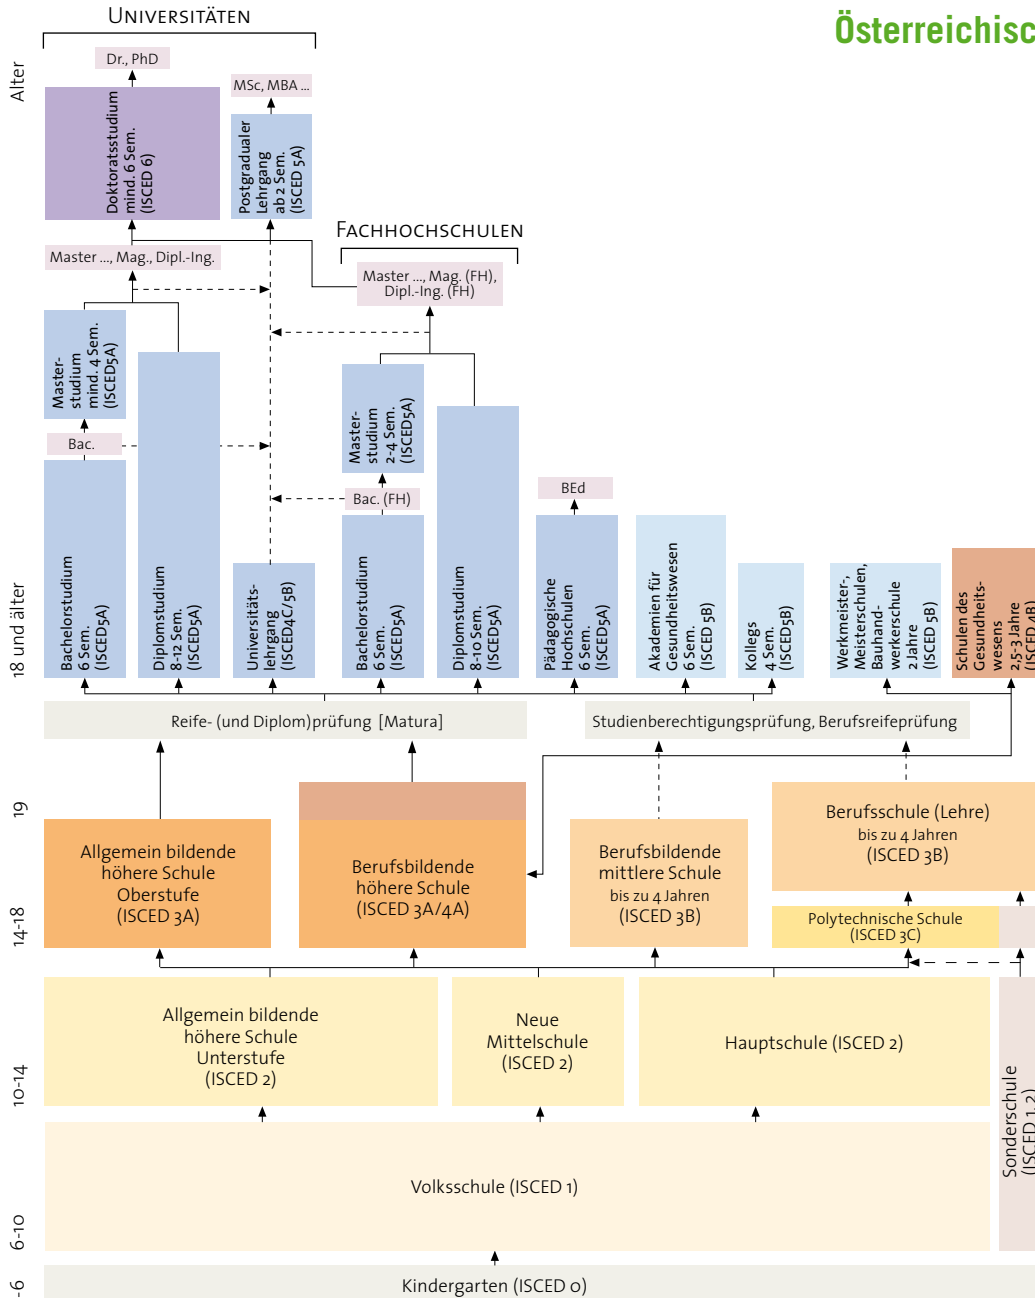 Österreichisc
UNIVERSITÄTEN
Dr., PhD
MSc, MBA ...
Alter
Doktoratsstudium
mind. 6 Sem.
(ISCED 6)
Postgradualer
Lehrgang
ab 2 Sem.
(ISCED 5A)
FACHHOCHSCHULEN
Master ..., Mag., Dipl.-Ing.
Master ..., Mag. (FH),
Dipl.-Ing. (FH)
Master-
studium
mind. 4 Sem.
(ISCED5A)
Master-
studium
2-4 Sem.
(ISCED5A)
Bac.
Bac. (FH)
BEd
18 und älter
Bachelorstudium
6 Sem.
(ISCED5A)
Diplomstudium
8-12 Sem.
(ISCED5A)
Universitäts-
lehrgang
(ISCED4C/5B)
Bachelorstudium
6 Sem.
(ISCED5A)
Diplomstudium
8-10 Sem.
(ISCED5A)
Pädagogische
Hochschulen
6 Sem.
(ISCED 5A)
Akademien für
Gesundheitswesen
6 Sem.
(ISCED 5B)
Kollegs
4 Sem.
(ISCED 5B)
Werkmeister-,
Meisterschulen,
Bauhand-
werkerschule
2 Jahre
(ISCED 5B)
Schulen des
Gesundheits-
wesens
2,5-3 Jahre
(ISCED 4B)
Reife- (und Diplom)prüfung [Matura]
Studienberechtigungsprüfung, Berufsreifeprüfung
19
14-18
Allgemein bildende
höhere Schule
Oberstufe
(ISCED 3A)
Berufsbildende
höhere Schule
(ISCED 3A/4A)
Berufsbildende
mittlere Schule
bis zu 4 Jahren
(ISCED 3B)
Berufsschule (Lehre)
bis zu 4 Jahren
(ISCED 3B)
Polytechnische Schule
(ISCED 3C)
10-14
Allgemein bildende
höhere Schule
Unterstufe
(ISCED 2)
Neue
Mittelschule
(ISCED 2)
Hauptschule (ISCED 2)
Sonderschule
(ISCED 1, 2)
6-10
Volksschule (ISCED 1)
-6
Kindergarten (ISCED 0)